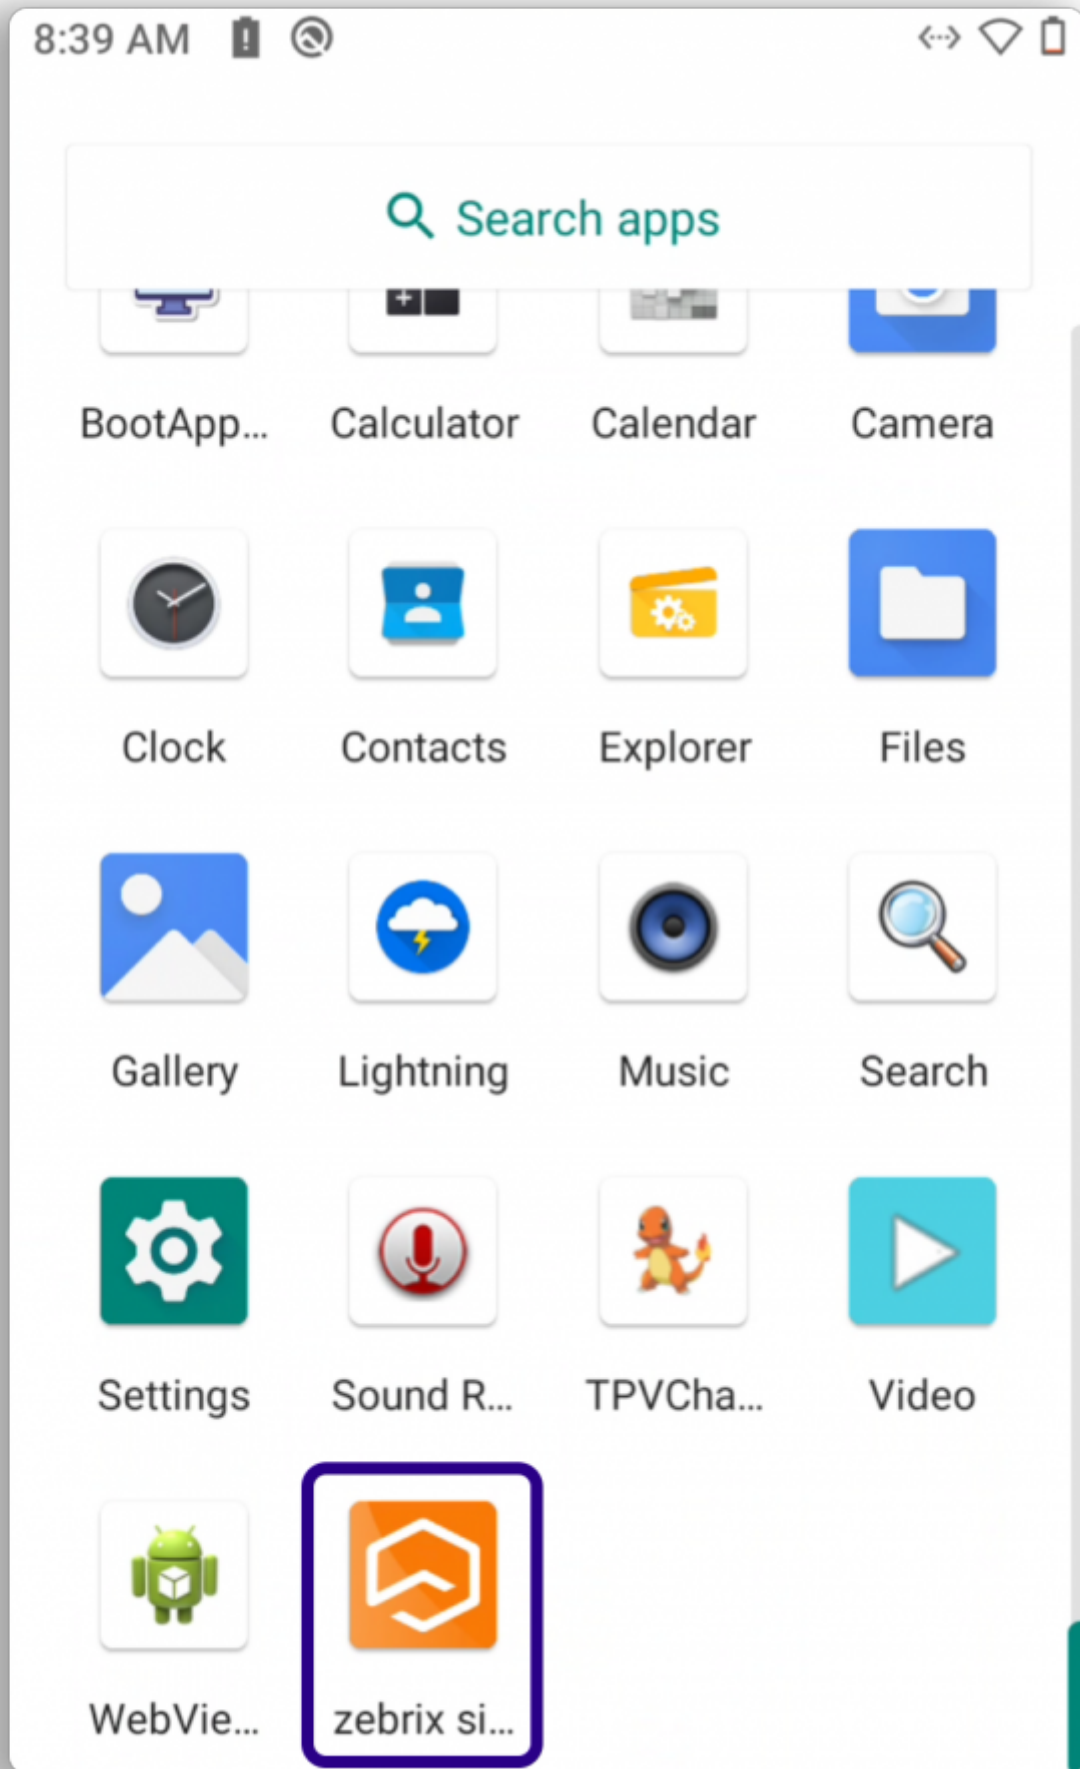 8:39 AM
Search apps
BootApp... Calculator Calendar Camera
Clock Contacts Explorer Files
Gallery Lightning Music Search
Settings Sound R... TPVCha... Video
WebVie... zebrix si...